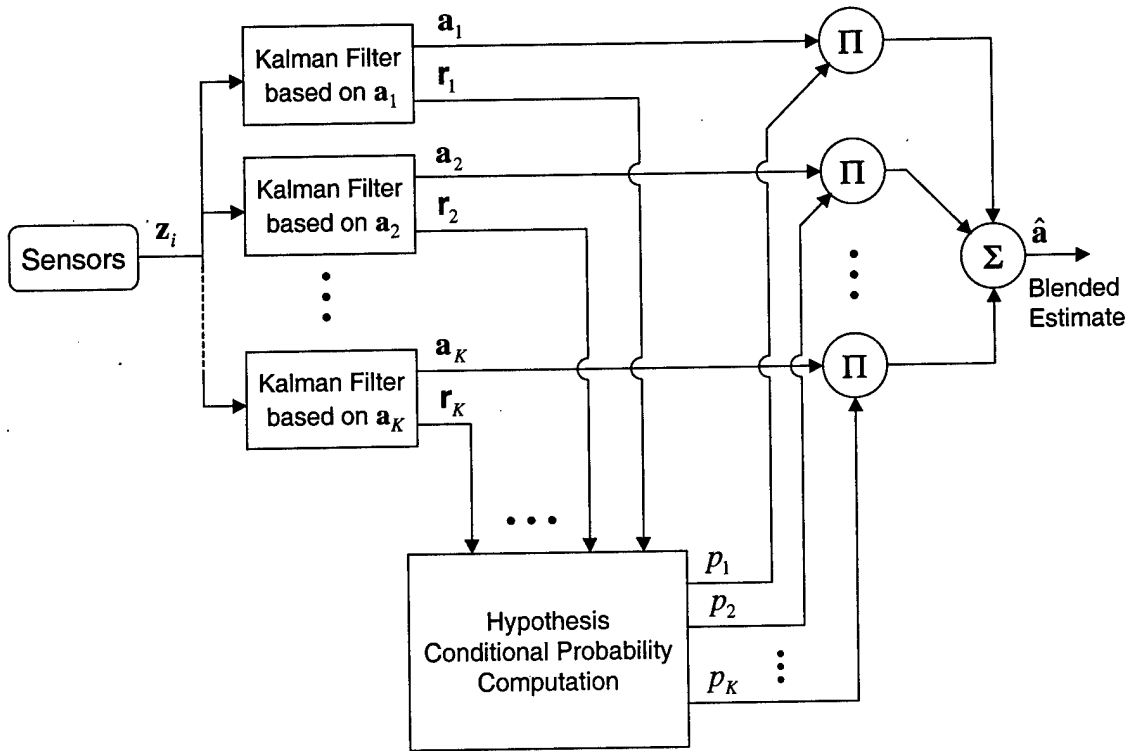 Sensors
z_i
Kalman Filter
based on a_1
a_1
r_1
Π
Kalman Filter
based on a_2
a_2
r_2
Π
Kalman Filter
based on a_K
a_K
r_K
Π
Σ
â
Blended
Estimate
Hypothesis
Conditional Probability
Computation
p_1
p_2
p_K